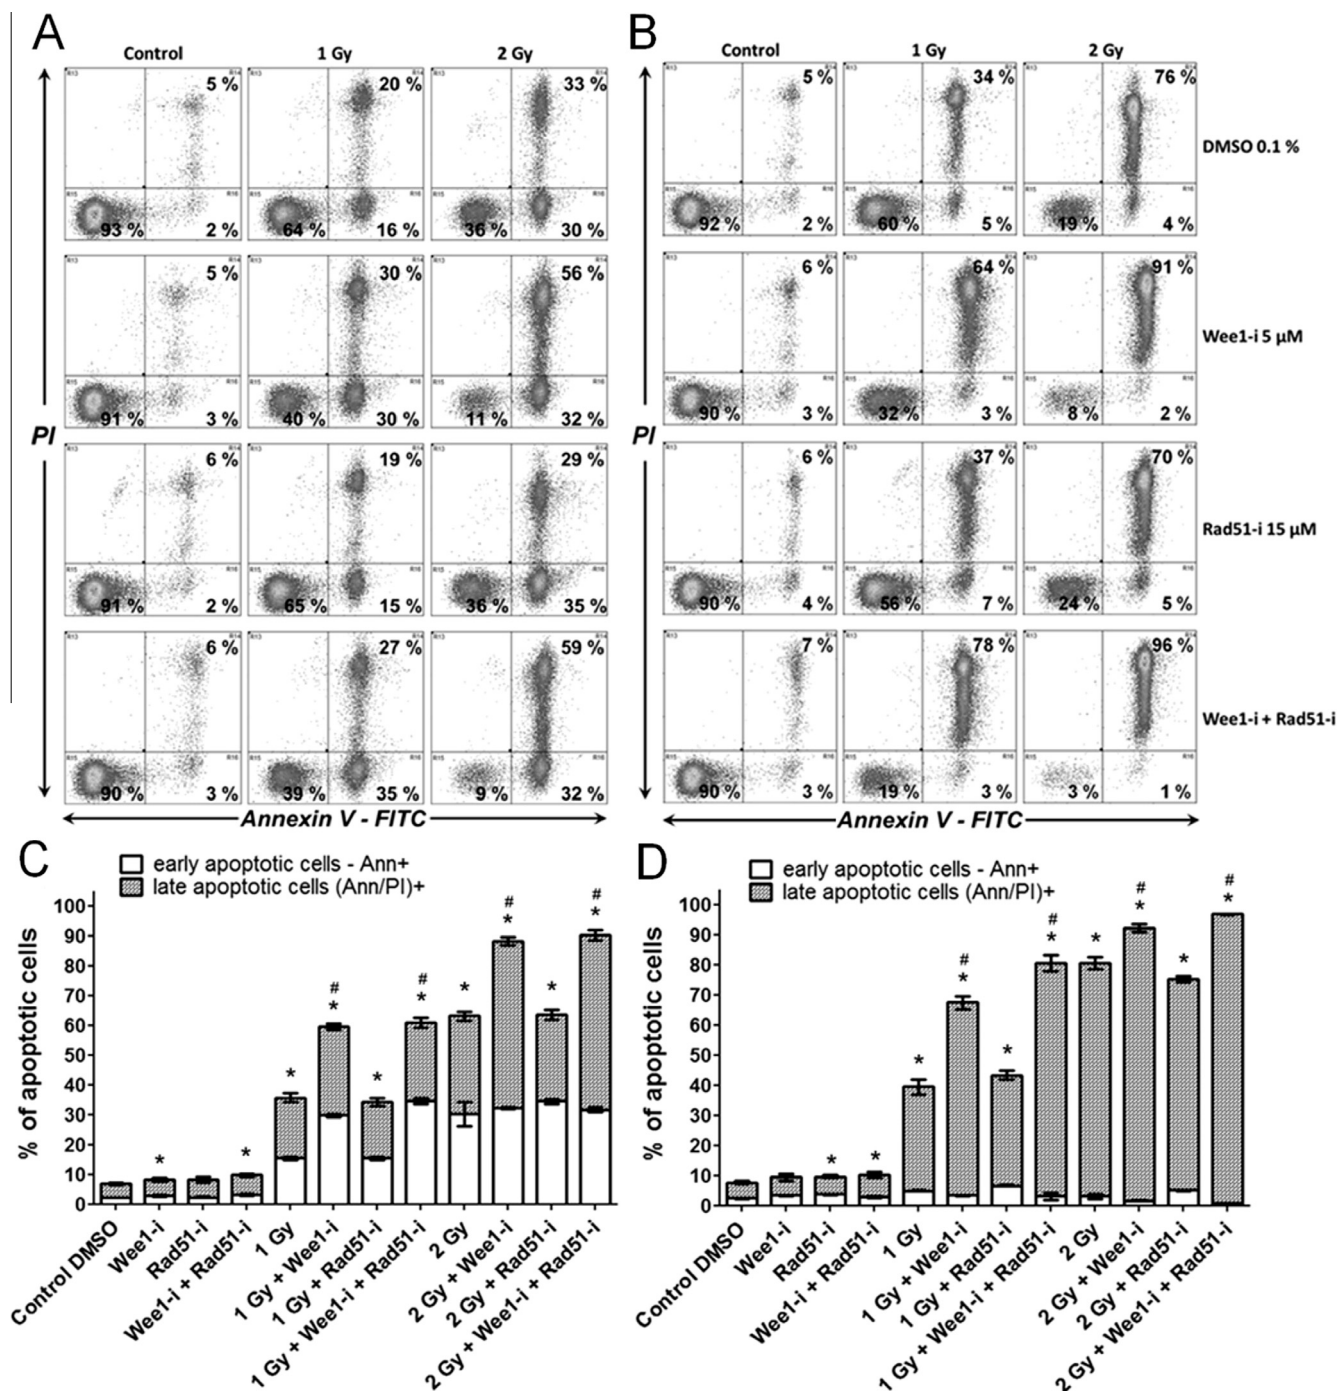 A
Control 1 Gy 2 Gy
5 % 20 % 33 %
93 % 2 % 64 % 16 % 36 % 30 %
5 % 30 % 56 %
91 % 3 % 40 % 30 % 11 % 32 %
PI
6 % 19 % 29 %
91 % 2 % 65 % 15 % 36 % 35 %
6 % 27 % 59 %
90 % 3 % 39 % 35 % 9 % 32 %
Annexin V - FITC
B
Control 1 Gy 2 Gy
5 % 34 % 76 %
DMSO 0.1 %
92 % 2 % 60 % 5 % 19 % 4 %
6 % 64 % 91 %
Wee1-i 5 µM
90 % 3 % 32 % 3 % 8 % 2 %
PI
6 % 37 % 70 %
Rad51-i 15 µM
90 % 4 % 56 % 7 % 24 % 5 %
7 % 78 % 96 %
Wee1-i + Rad51-i
90 % 3 % 19 % 3 % 3 % 1 %
Annexin V - FITC
C
early apoptotic cells - Ann+
late apoptotic cells (Ann/PI)+
% of apoptotic cells
100
90
80
70
60
50
40
30
20
10
0
* * * # * * # * * # * * # *
Control DMSO
Wee1-i
Rad51-i
Wee1-i + Rad51-i
1 Gy
1 Gy + Wee1-i
1 Gy + Rad51-i
1 Gy + Wee1-i + Rad51-i
2 Gy
2 Gy + Wee1-i
2 Gy + Rad51-i
2 Gy + Wee1-i + Rad51-i
D
early apoptotic cells - Ann+
late apoptotic cells (Ann/PI)+
% of apoptotic cells
100
90
80
70
60
50
40
30
20
10
0
* * * # * * # * * # * * # *
Control DMSO
Wee1-i
Rad51-i
Wee1-i + Rad51-i
1 Gy
1 Gy + Wee1-i
1 Gy + Rad51-i
1 Gy + Wee1-i + Rad51-i
2 Gy
2 Gy + Wee1-i
2 Gy + Rad51-i
2 Gy + Wee1-i + Rad51-i